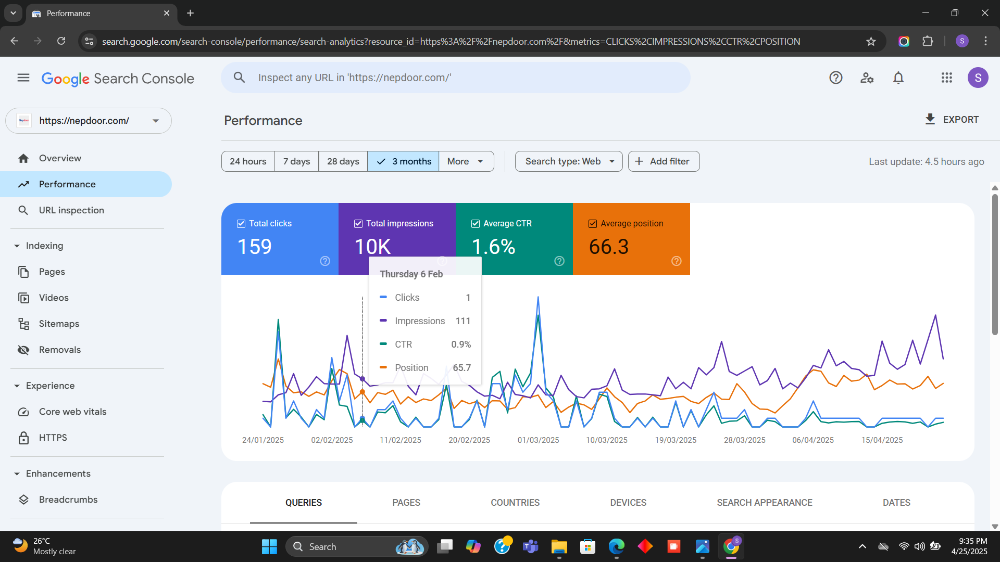 Performance
search.google.com/search-console/performance/search-analytics?resource_id=https%3A%2F%2Fnepdoor.com%2F&metrics=CLICKS%2CIMPRESSIONS%2CCTR%2CPOSITION
S
Google Search Console
Inspect any URL in 'https://nepdoor.com/'
S
Nepdoor
https://nepdoor.com/
Performance
EXPORT
Overview
Performance
URL inspection
Indexing
Pages
Videos
Sitemaps
Removals
Experience
Core web vitals
HTTPS
Enhancements
Breadcrumbs
24 hours
7 days
28 days
3 months
More
Search type: Web
Add filter
Last update: 4.5 hours ago
Total clicks
159
Total impressions
10K
Average CTR
1.6%
Average position
66.3
Thursday 6 Feb
Clicks 1
Impressions 111
CTR 0.9%
Position 65.7
24/01/2025 02/02/2025 11/02/2025 20/02/2025 01/03/2025 10/03/2025 19/03/2025 28/03/2025 06/04/2025 15/04/2025
QUERIES PAGES COUNTRIES DEVICES SEARCH APPEARANCE DATES
26°C
Mostly clear
Search
S
9:35 PM
4/25/2025